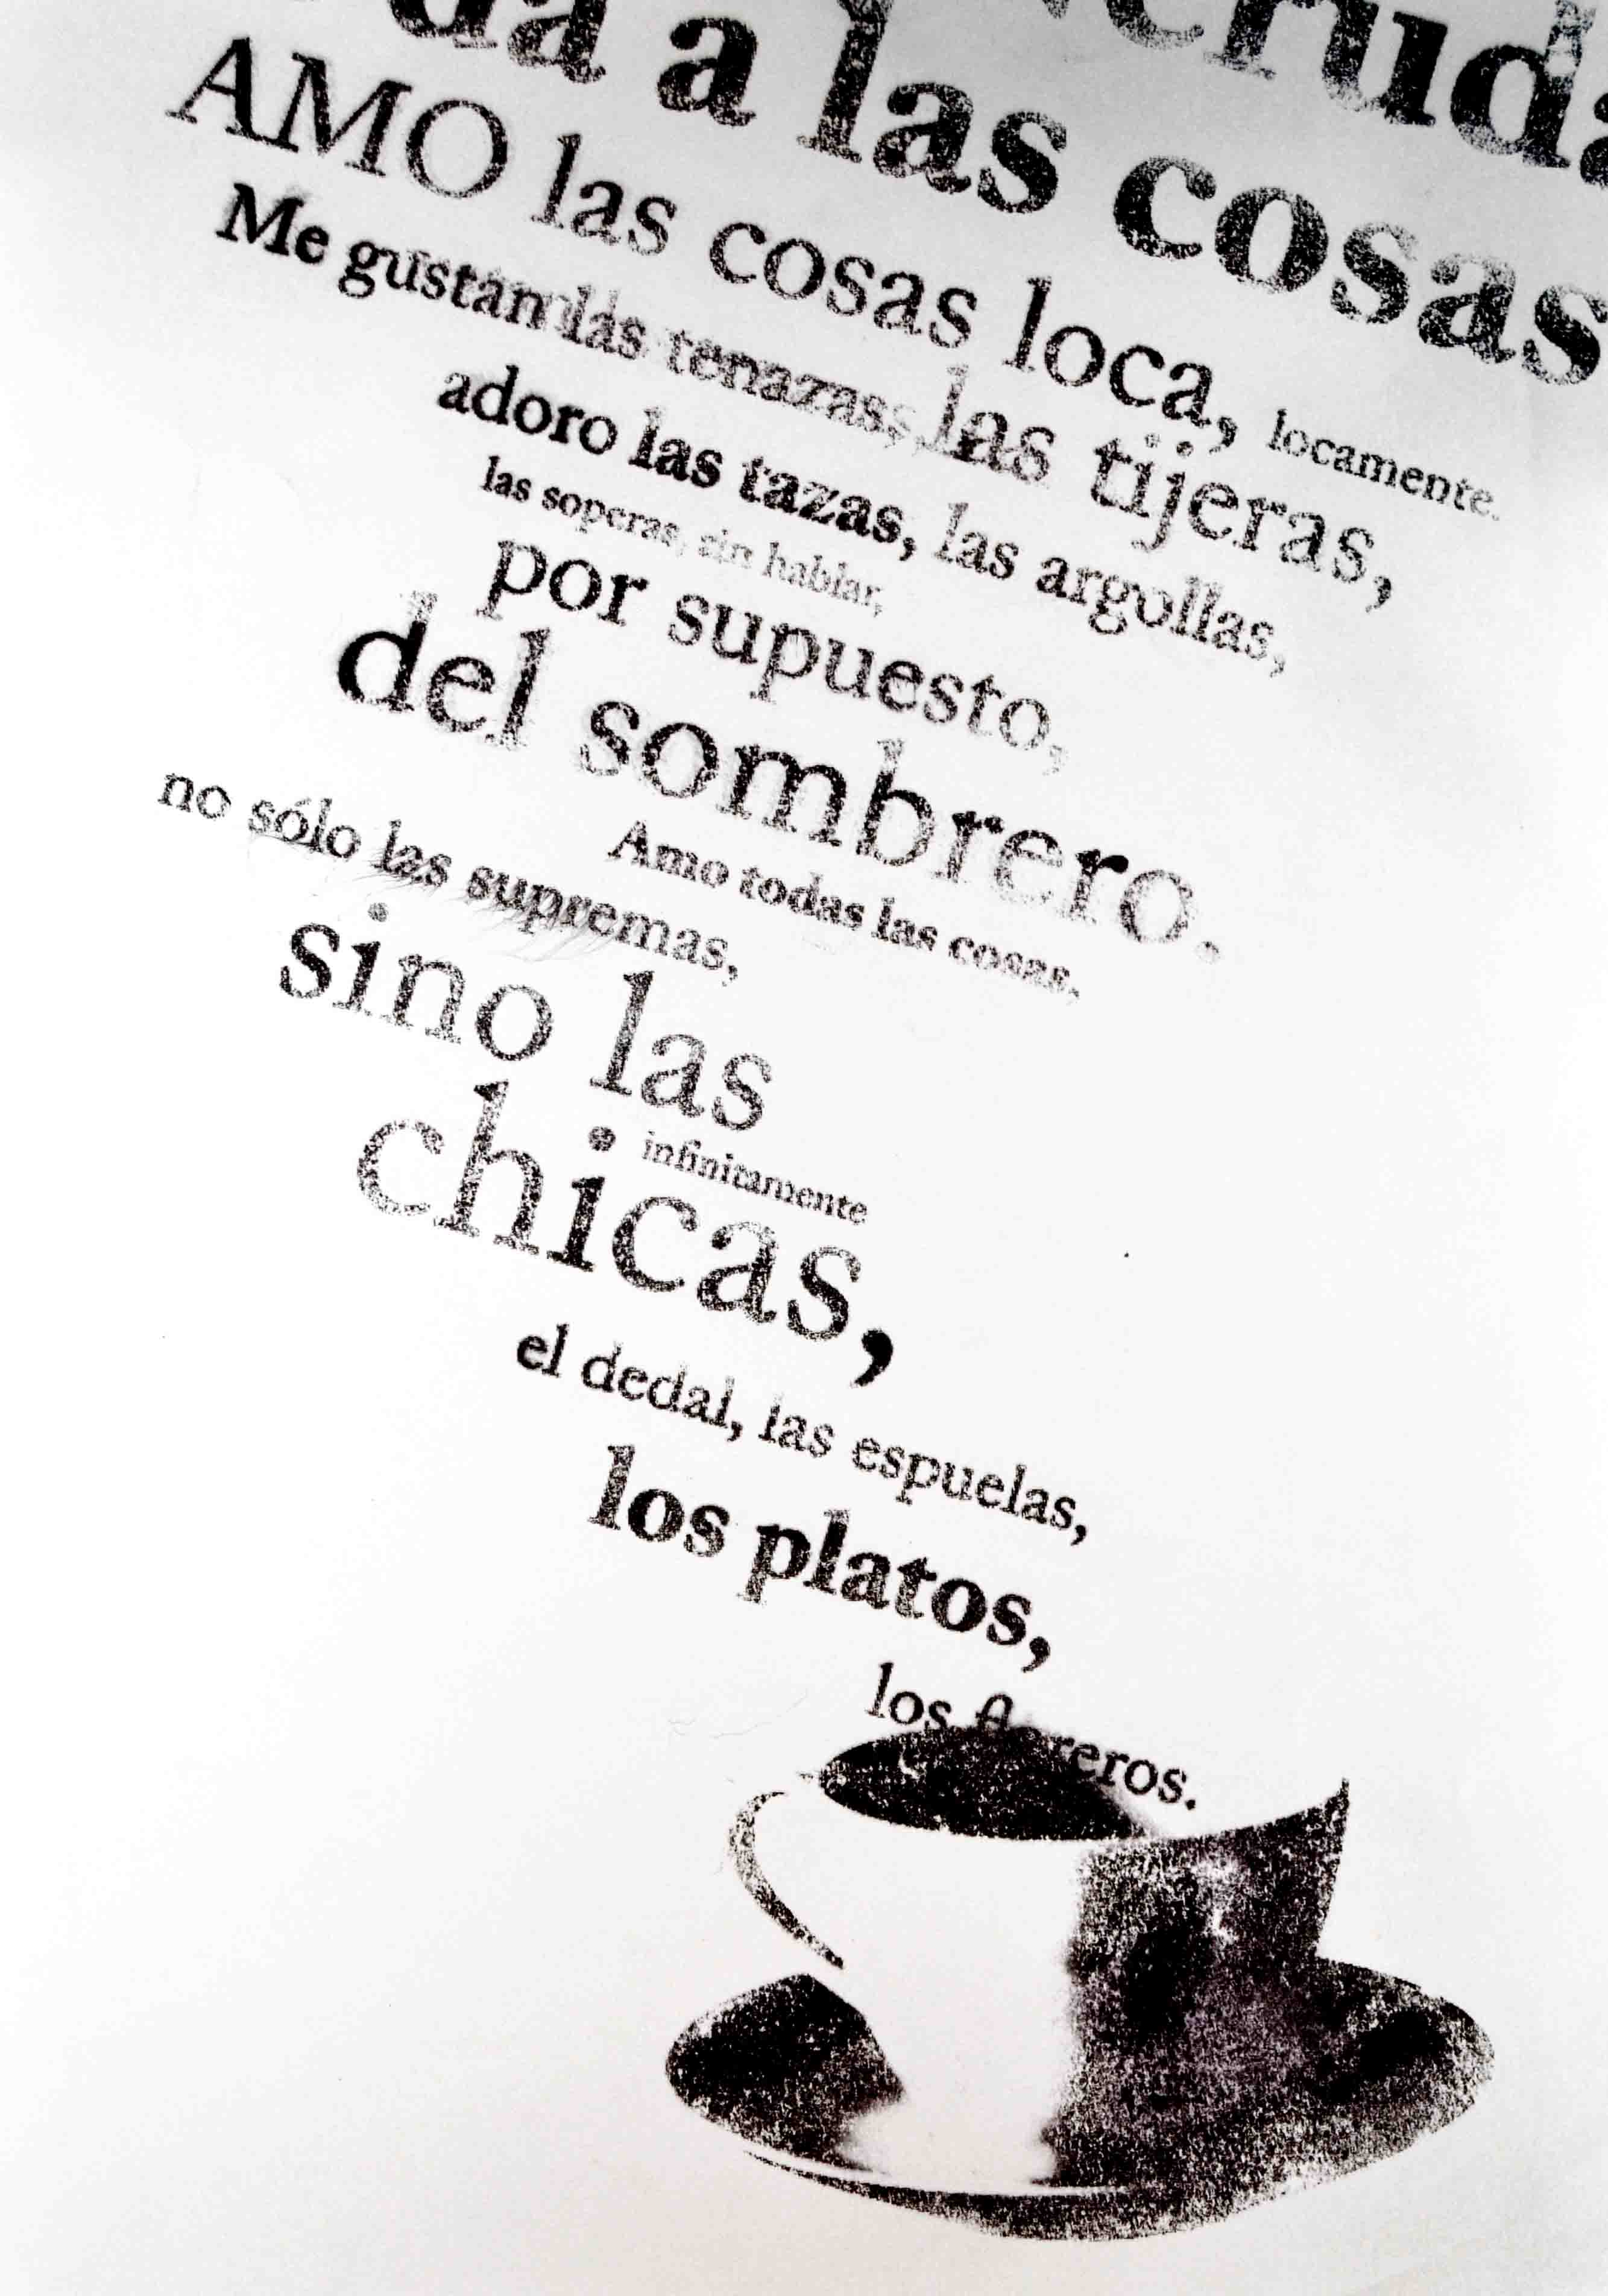 da a las cosas
AMO las cosas loca, locamente.
Me gustan las tenazas, las tijeras,
adoro las tazas, las argollas,
las soperas, sin hablar,
por supuesto,
del sombrero.
Amo todas las cosas,
no sólo las supremas,
sino las
infinitamente
chicas,
el dedal, las espuelas,
los platos,
los floreros.